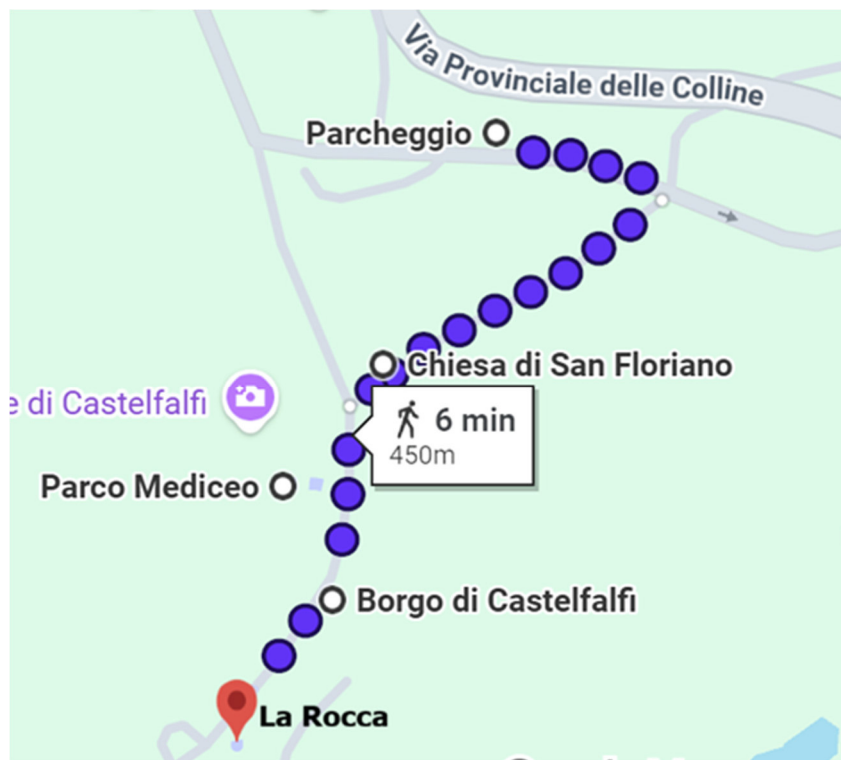 Via Provinciale delle Colline
Parcheggio
Chiesa di San Floriano
e di Castelfalfi
6 min
450m
Parco Mediceo
Borgo di Castelfalfi
La Rocca